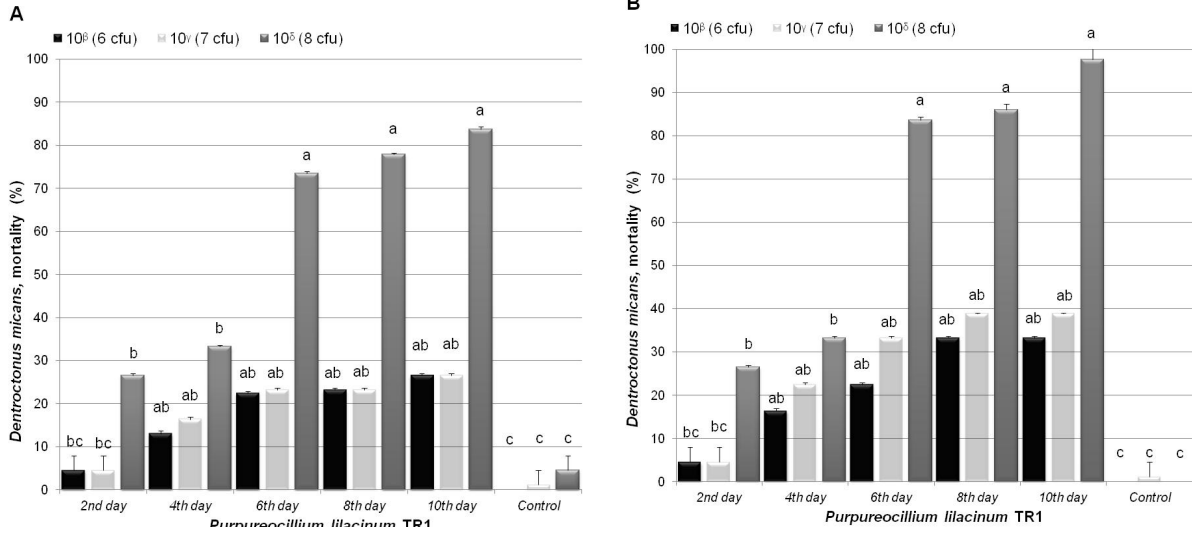 A
10ᵝ (6 cfu) 10ᵞ (7 cfu) 10ᵟ (8 cfu)
100
90
80
70
60
50
40
30
20
10
0
Dentroctonus micans, mortality (%)
bc bc b
ab ab b
ab ab a
ab ab a
ab ab a
c c c
2nd day 4th day 6th day 8th day 10th day Control
Purpureocillium lilacinum TR1
B
10ᵝ (6 cfu) 10ᵞ (7 cfu) 10ᵟ (8 cfu)
100
90
80
70
60
50
40
30
20
10
0
Dentroctonus micans, mortality (%)
bc bc b
ab ab b
ab ab a
ab ab a
ab ab a
c c c
2nd day 4th day 6th day 8th day 10th day Control
Purpureocillium lilacinum TR1